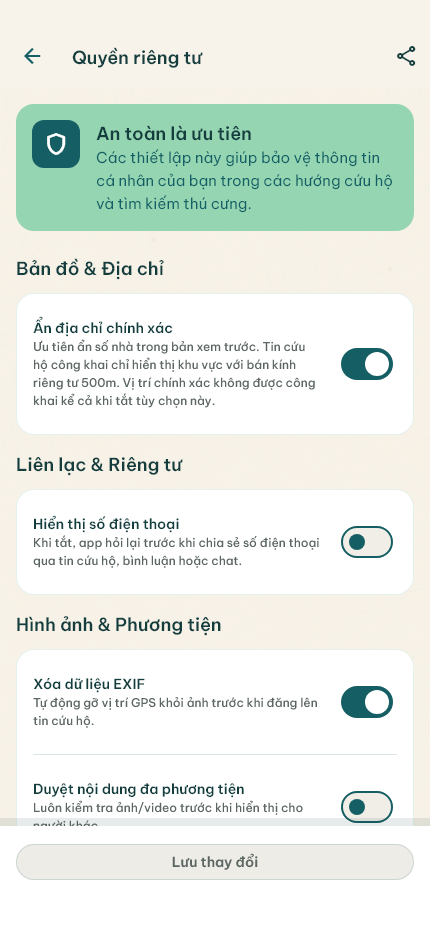 Quyền riêng tư
An toàn là ưu tiên
Các thiết lập này giúp bảo vệ thông tin
cá nhân của bạn trong các hướng cứu hộ
và tìm kiếm thú cưng.
Bản đồ & Địa chỉ
Ẩn địa chỉ chính xác
Ưu tiên ẩn số nhà trong bản xem trước. Tin cứu
hộ công khai chỉ hiển thị khu vực với bán kính
riêng tư 500m. Vị trí chính xác không được công
khai kể cả khi tắt tùy chọn này.
Liên lạc & Riêng tư
Hiển thị số điện thoại
Khi tắt, app hỏi lại trước khi chia sẻ số điện thoại
qua tin cứu hộ, bình luận hoặc chat.
Hình ảnh & Phương tiện
Xóa dữ liệu EXIF
Tự động gỡ vị trí GPS khỏi ảnh trước khi đăng lên
tin cứu hộ.
Duyệt nội dung đa phương tiện
Luôn kiểm tra ảnh/video trước khi hiển thị cho
người khác.
Lưu thay đổi